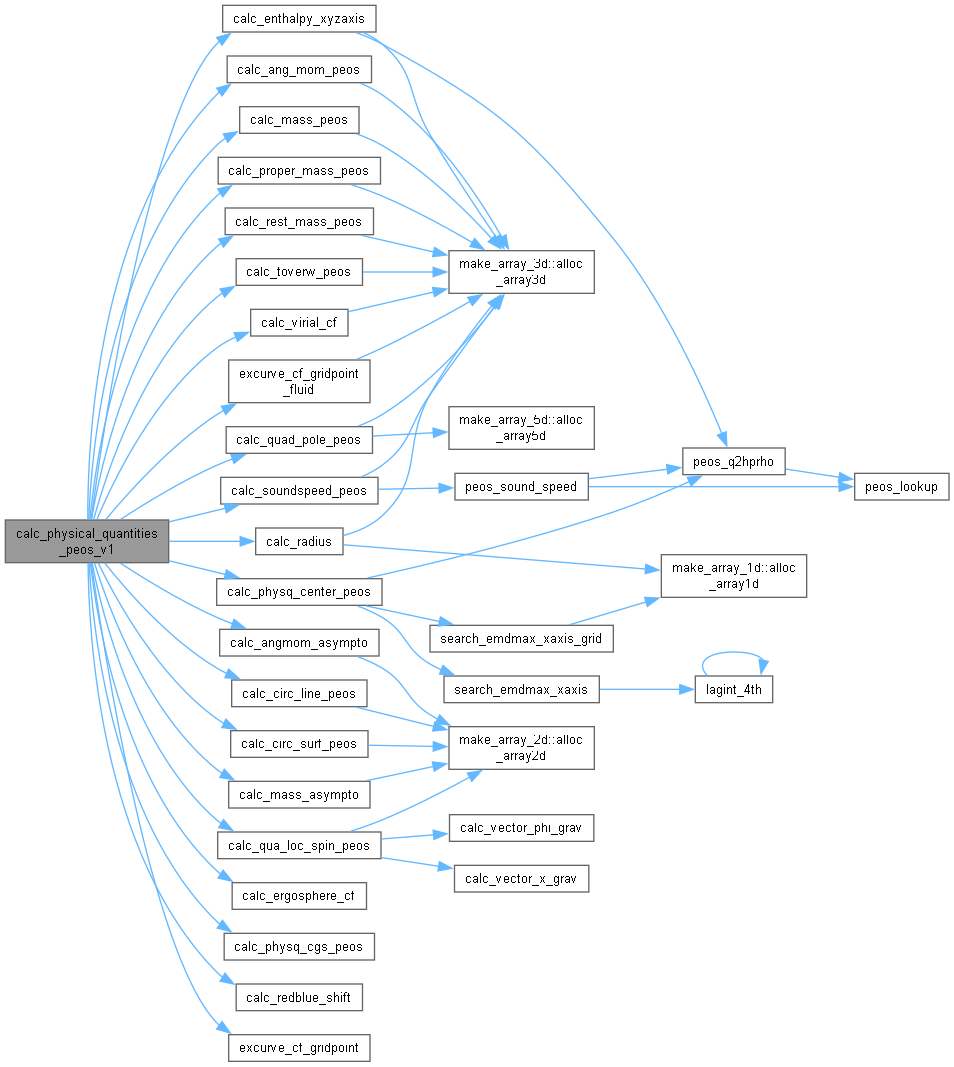 calc_enthalpy_xyzaxis
calc_ang_mom_peos
calc_mass_peos
calc_proper_mass_peos
calc_rest_mass_peos
make_array_3d::alloc
_array3d
calc_toverw_peos
calc_virial_cf
excurve_cf_gridpoint
_fluid
make_array_5d::alloc
_array5d
calc_quad_pole_peos
peos_q2hprho
calc_soundspeed_peos
peos_sound_speed
peos_lookup
calc_physical_quantities
_peos_v1
calc_radius
make_array_1d::alloc
_array1d
calc_physq_center_peos
calc_angmom_asympto
search_emdmax_xaxis_grid
calc_circ_line_peos
search_emdmax_xaxis
lagint_4th
calc_circ_surf_peos
make_array_2d::alloc
_array2d
calc_mass_asympto
calc_vector_phi_grav
calc_qua_loc_spin_peos
calc_vector_x_grav
calc_ergosphere_cf
calc_physq_cgs_peos
calc_redblue_shift
excurve_cf_gridpoint